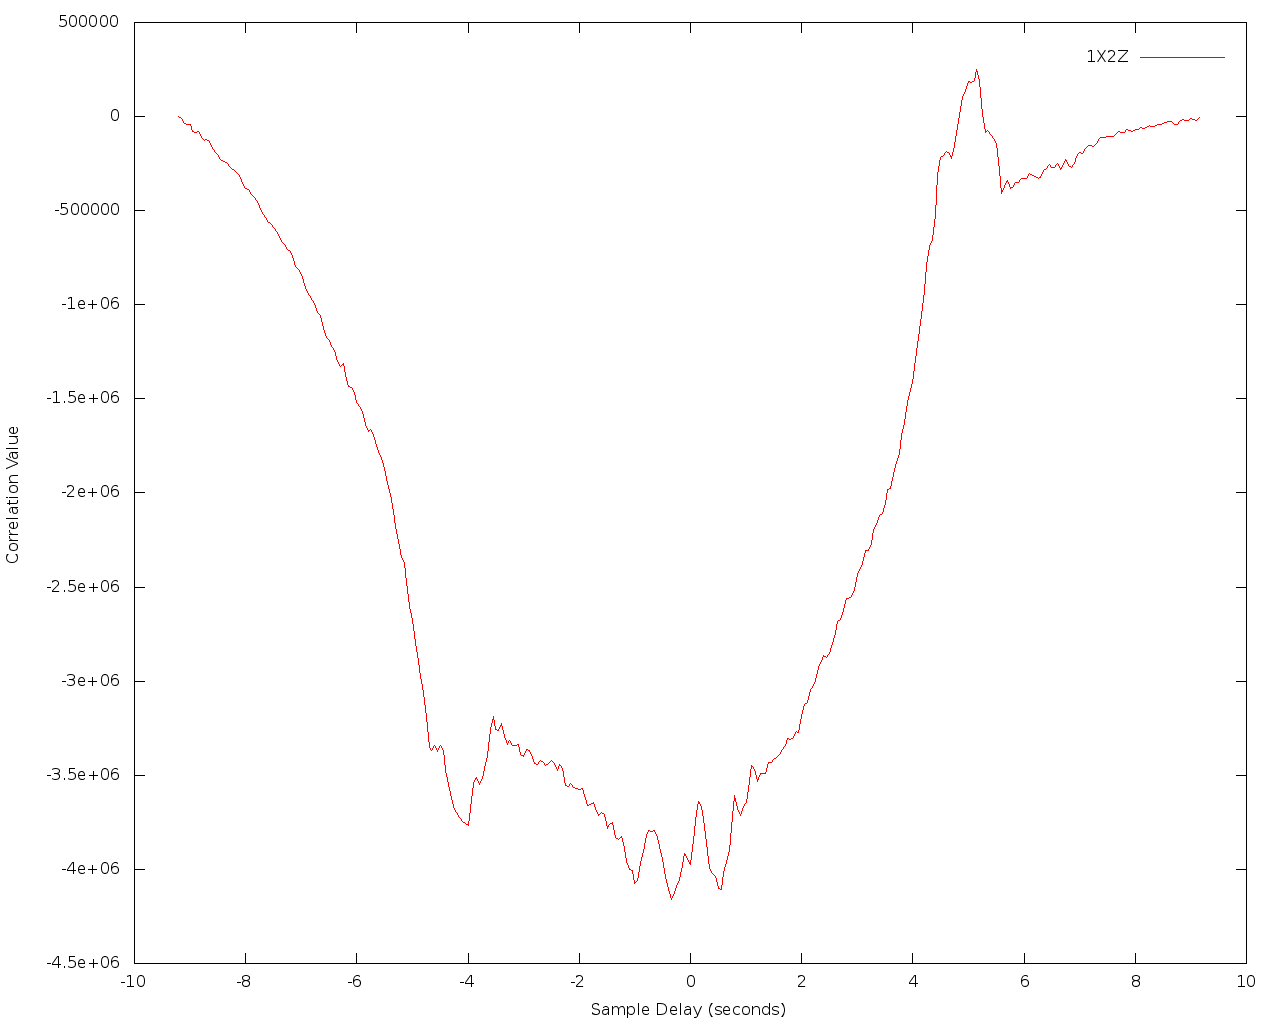 500000
0
-500000
-1e+06
-1.5e+06
-2e+06
-2.5e+06
-3e+06
-3.5e+06
-4e+06
-4.5e+06
-10 -8 -6 -4 -2 0 2 4 6 8 10
Correlation Value
Sample Delay (seconds)
1X2Z